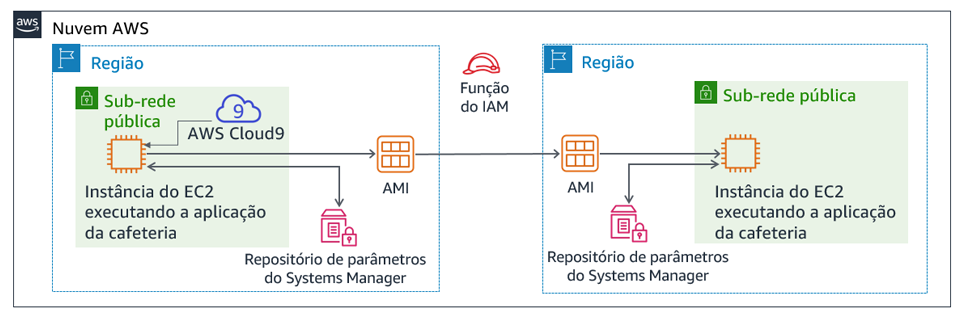 aws
Nuvem AWS
Região
Sub-rede
pública
9
AWS Cloud9
Instância do EC2
executando a aplicação
da cafeteria
AMI
Repositório de parâmetros
do Systems Manager
Função
do IAM
Região
Sub-rede pública
AMI
Instância do EC2
executando a aplicação
da cafeteria
Repositório de parâmetros
do Systems Manager